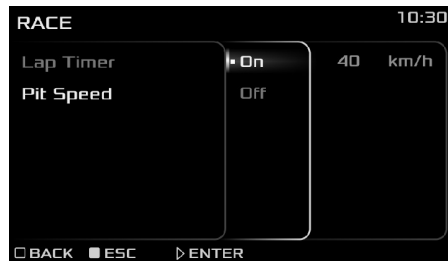 RACE 10:30
Lap Timer On 40 km/h
Pit Speed Off
BACK ESC ENTER